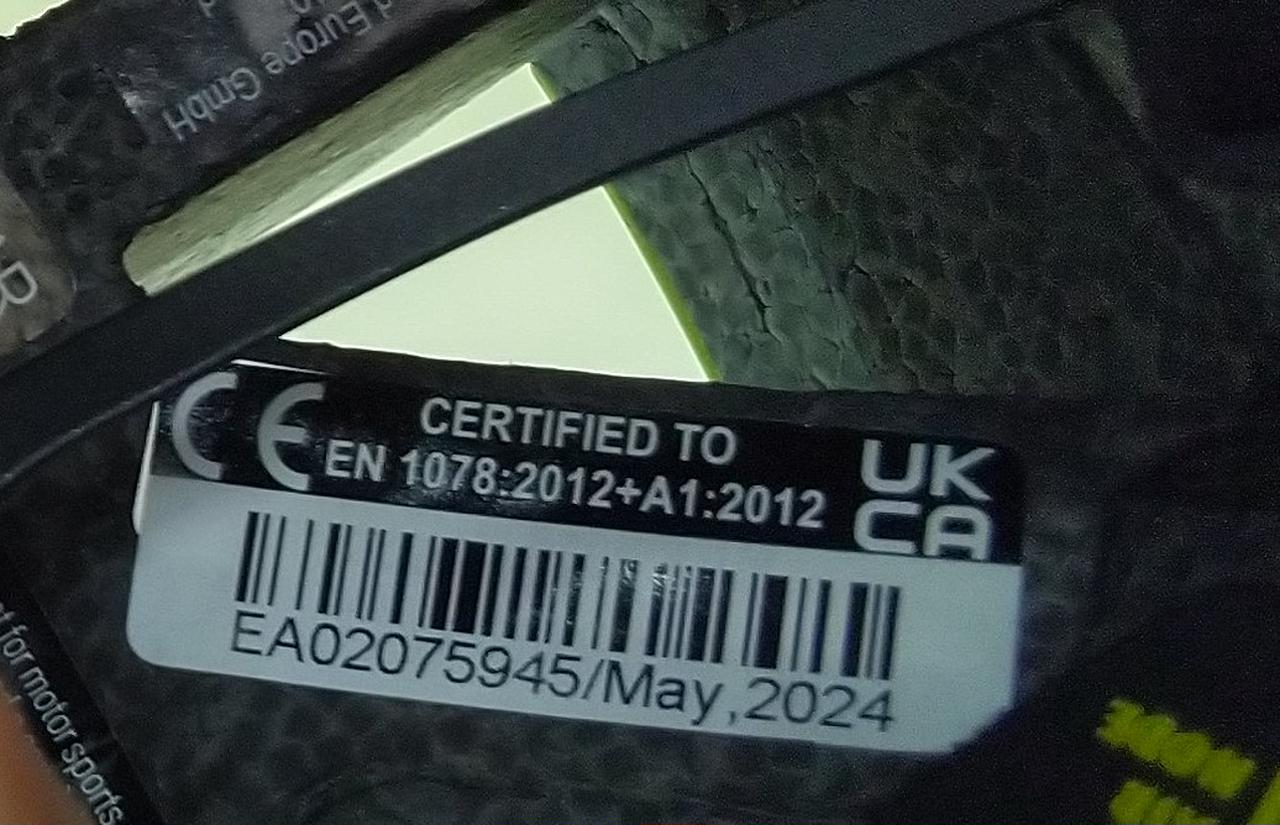 d Europe GmbH
R
CE
CERTIFIED TO
EN 1078:2012+A1:2012
UK
CA
EA02075945/May,2024
t for motor sports